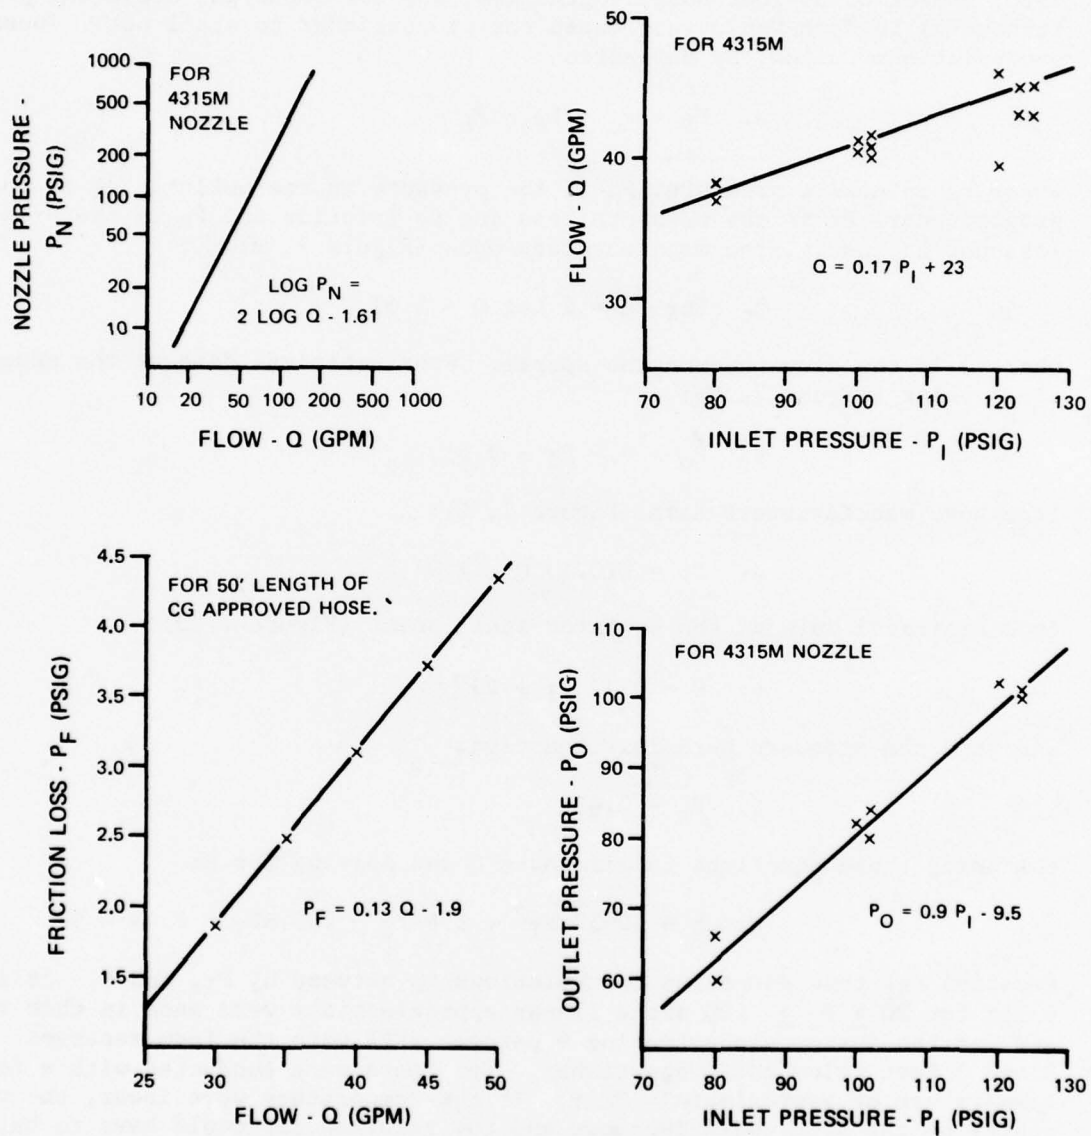 FOR
4315M
NOZZLE
NOZZLE PRESSURE -
P_N (PSIG)
1000
500
200
100
50
20
10
LOG P_N =
2 LOG Q - 1.61
10 20 50 100 200 500 1000
FLOW - Q (GPM)
FOR 4315M
FLOW - Q (GPM)
50
40
30
Q = 0.17 P_I + 23
70 80 90 100 110 120 130
INLET PRESSURE - P_I (PSIG)
FOR 50' LENGTH OF
CG APPROVED HOSE.
FRICTION LOSS - P_F (PSIG)
4.5
4.0
3.5
3.0
2.5
2.0
1.5
P_F = 0.13 Q - 1.9
25 30 35 40 45 50
FLOW - Q (GPM)
FOR 4315M NOZZLE
OUTLET PRESSURE - P_O (PSIG)
110
100
90
80
70
60
P_O = 0.9 P_I - 9.5
70 80 90 100 110 120 130
INLET PRESSURE - P_I (PSIG)